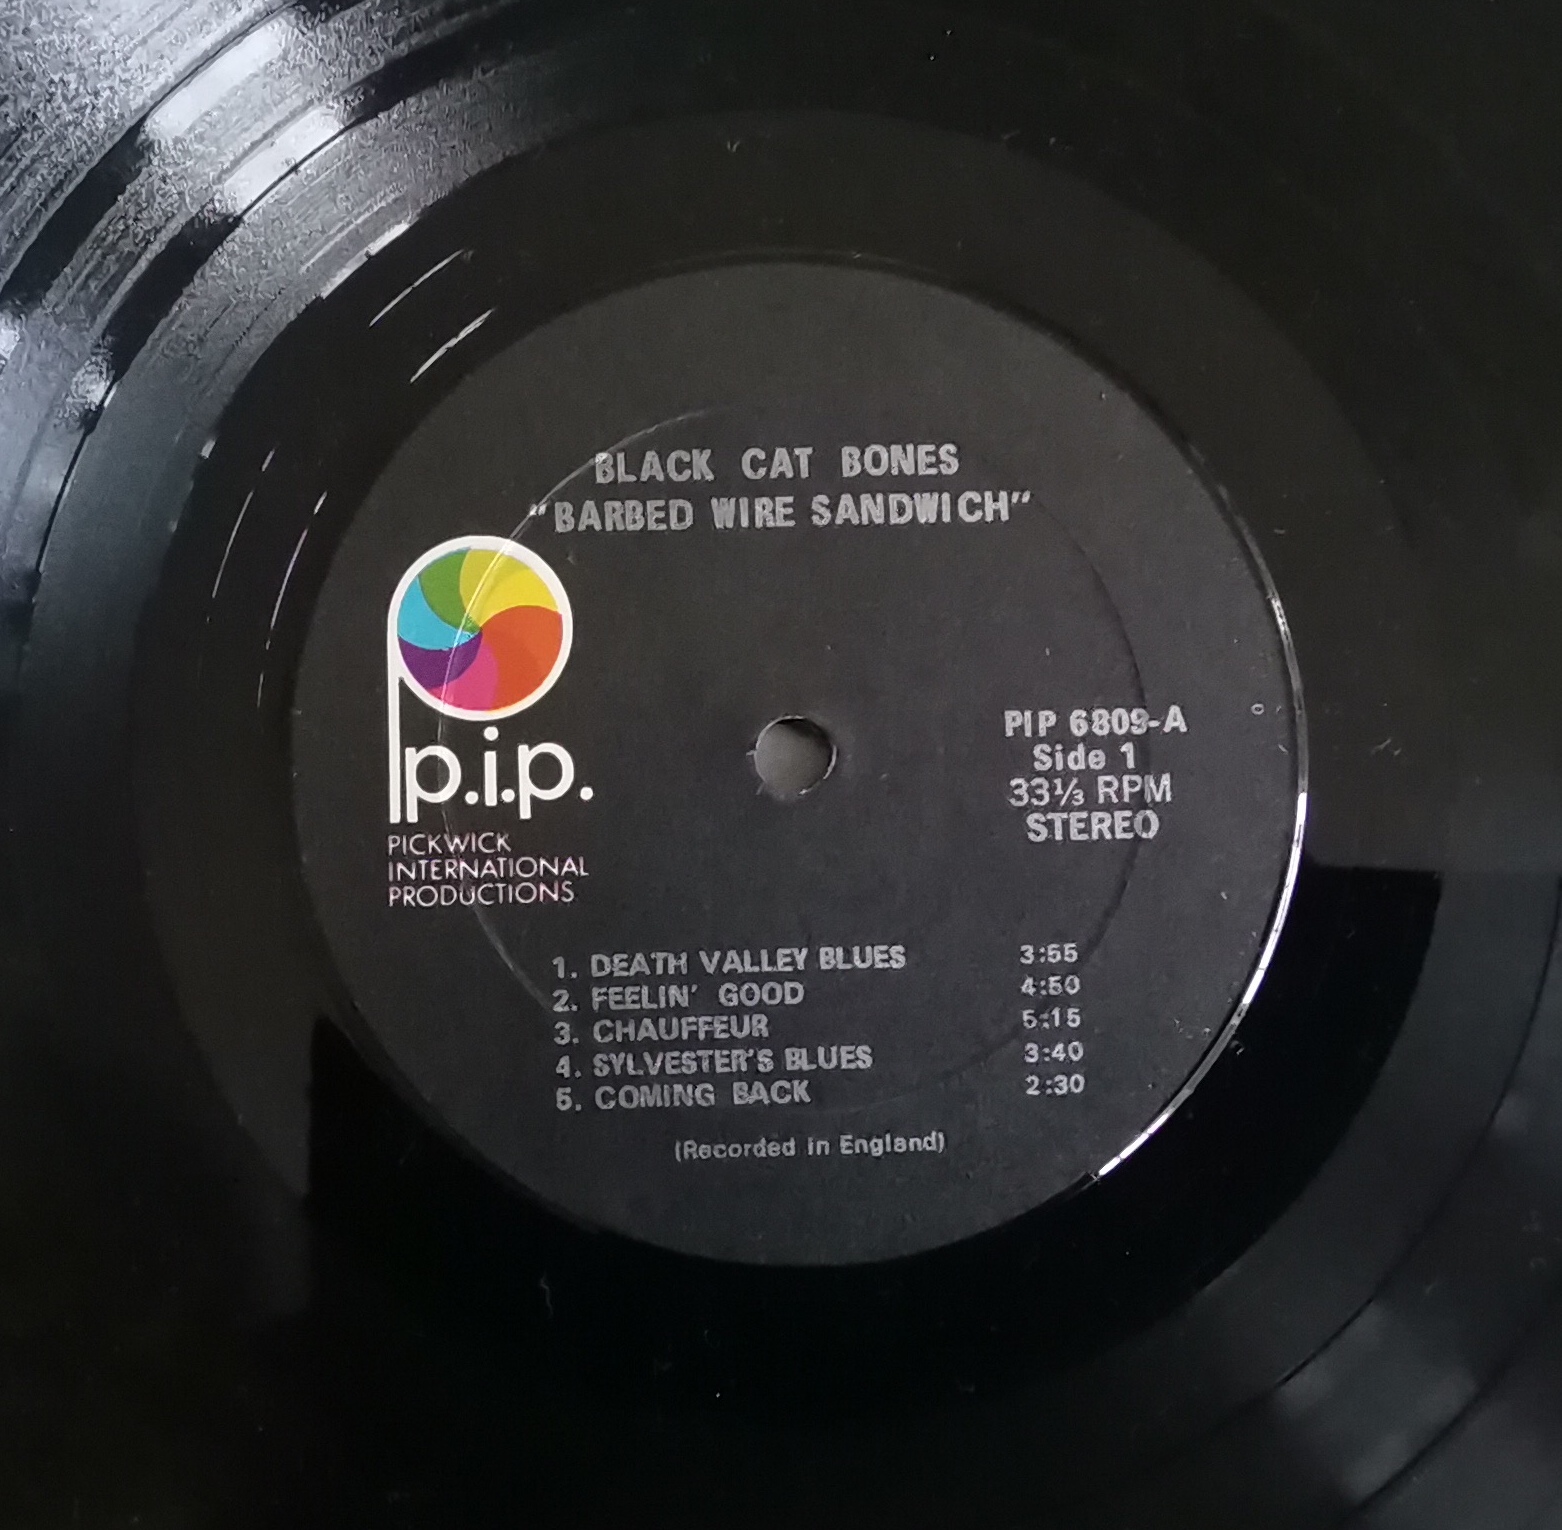 BLACK CAT BONES
"BARBED WIRE SANDWICH"
p.i.p.
PICKWICK
INTERNATIONAL
PRODUCTIONS
PIP 6809-A
Side 1
33⅓ RPM
STEREO
1. DEATH VALLEY BLUES 3:55
2. FEELIN' GOOD 4:50
3. CHAUFFEUR 5:15
4. SYLVESTER'S BLUES 3:40
5. COMING BACK 2:30
(Recorded in England)